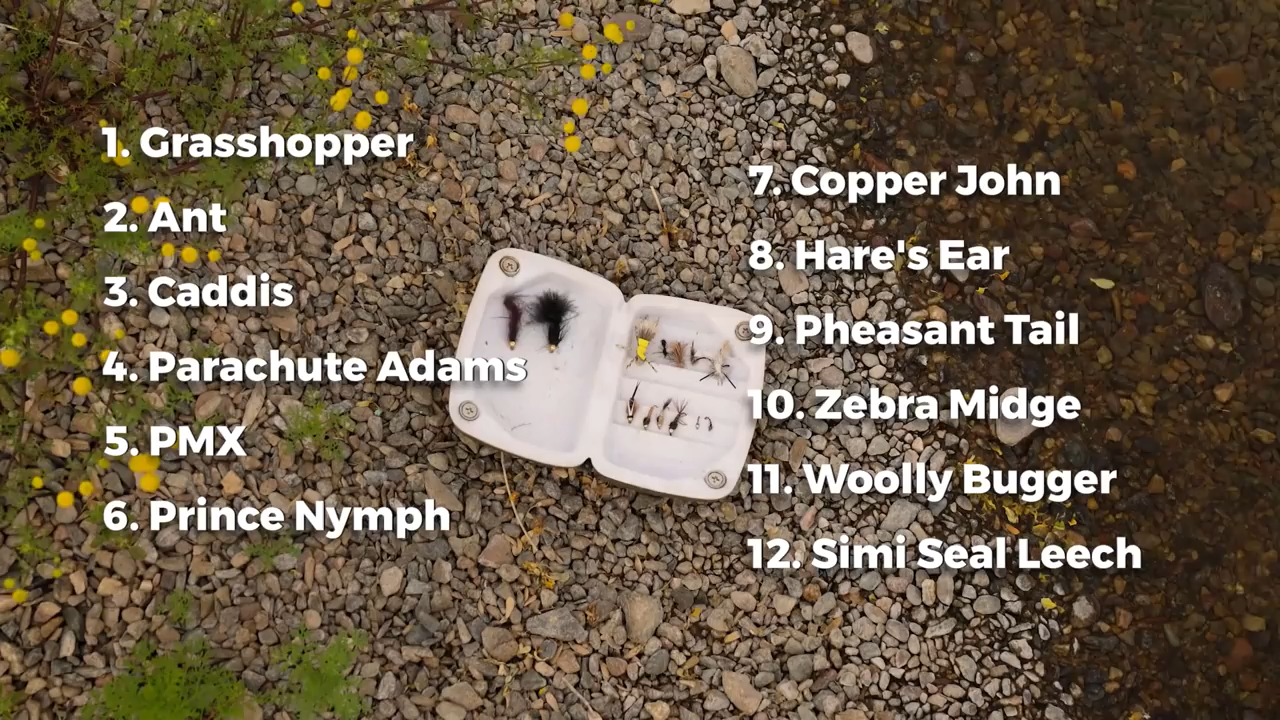 1. Grasshopper
2. Ant
3. Caddis
4. Parachute Adams
5. PMX
6. Prince Nymph
7. Copper John
8. Hare's Ear
9. Pheasant Tail
10. Zebra Midge
11. Woolly Bugger
12. Simi Seal Leech